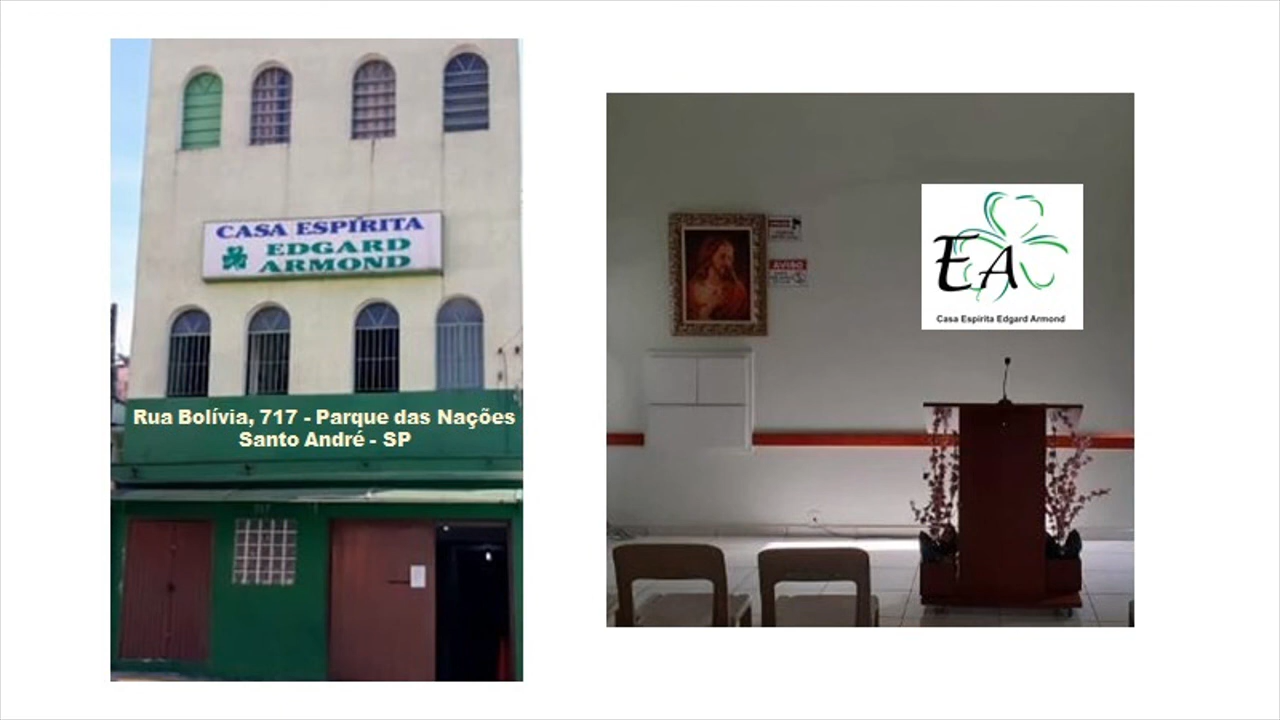 CASA ESPÍRITA
EDGARD
ARMOND
Rua Bolívia, 717 - Parque das Nações
Santo André - SP
717
AVISO
EA
Casa Espírita Edgard Armond